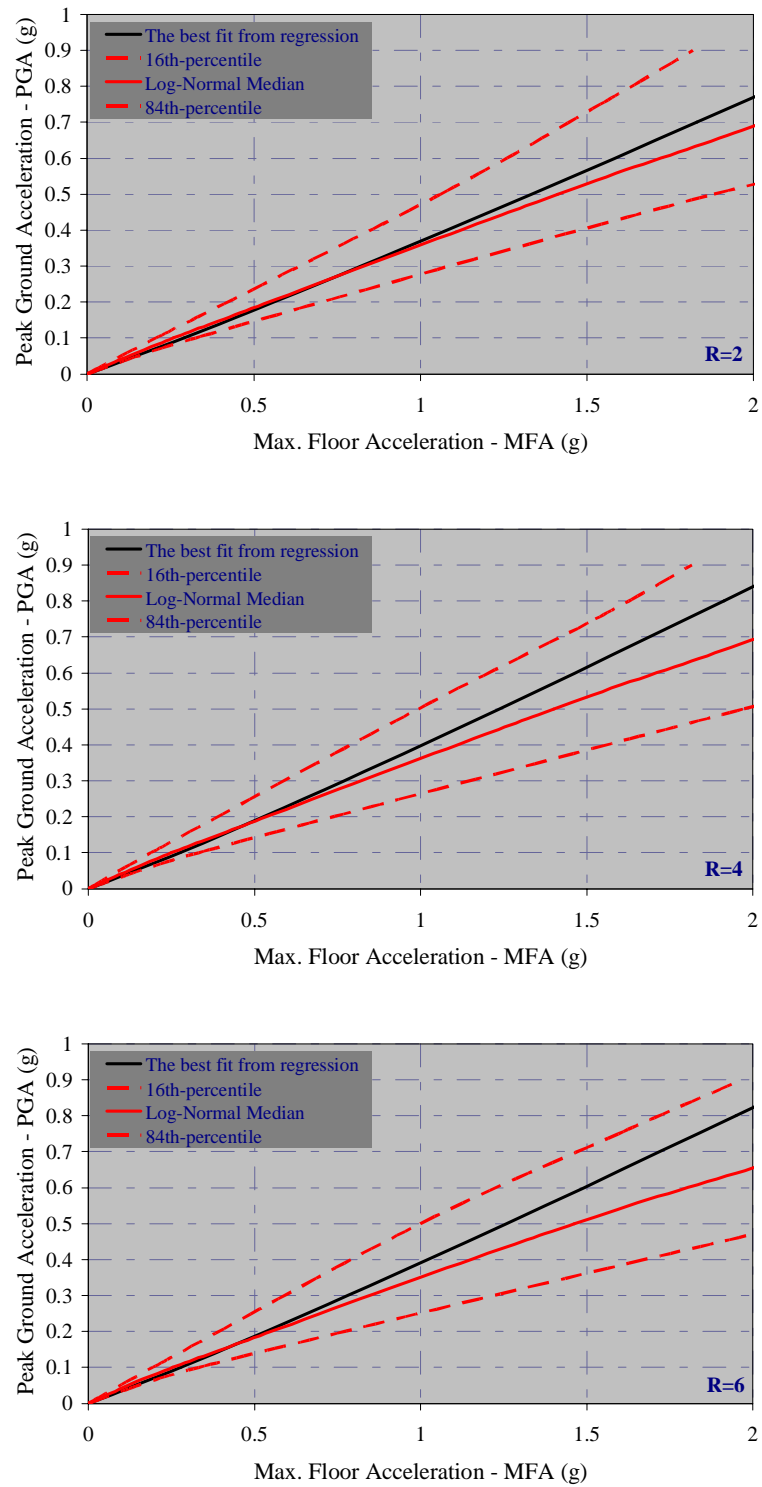 Peak Ground Acceleration - PGA (g)
1
0.9
0.8
0.7
0.6
0.5
0.4
0.3
0.2
0.1
0
The best fit from regression
16th-percentile
Log-Normal Median
84th-percentile
R=2
0 0.5 1 1.5 2
Max. Floor Acceleration - MFA (g)
Peak Ground Acceleration - PGA (g)
1
0.9
0.8
0.7
0.6
0.5
0.4
0.3
0.2
0.1
0
The best fit from regression
16th-percentile
Log-Normal Median
84th-percentile
R=4
0 0.5 1 1.5 2
Max. Floor Acceleration - MFA (g)
Peak Ground Acceleration - PGA (g)
1
0.9
0.8
0.7
0.6
0.5
0.4
0.3
0.2
0.1
0
The best fit from regression
16th-percentile
Log-Normal Median
84th-percentile
R=6
0 0.5 1 1.5 2
Max. Floor Acceleration - MFA (g)